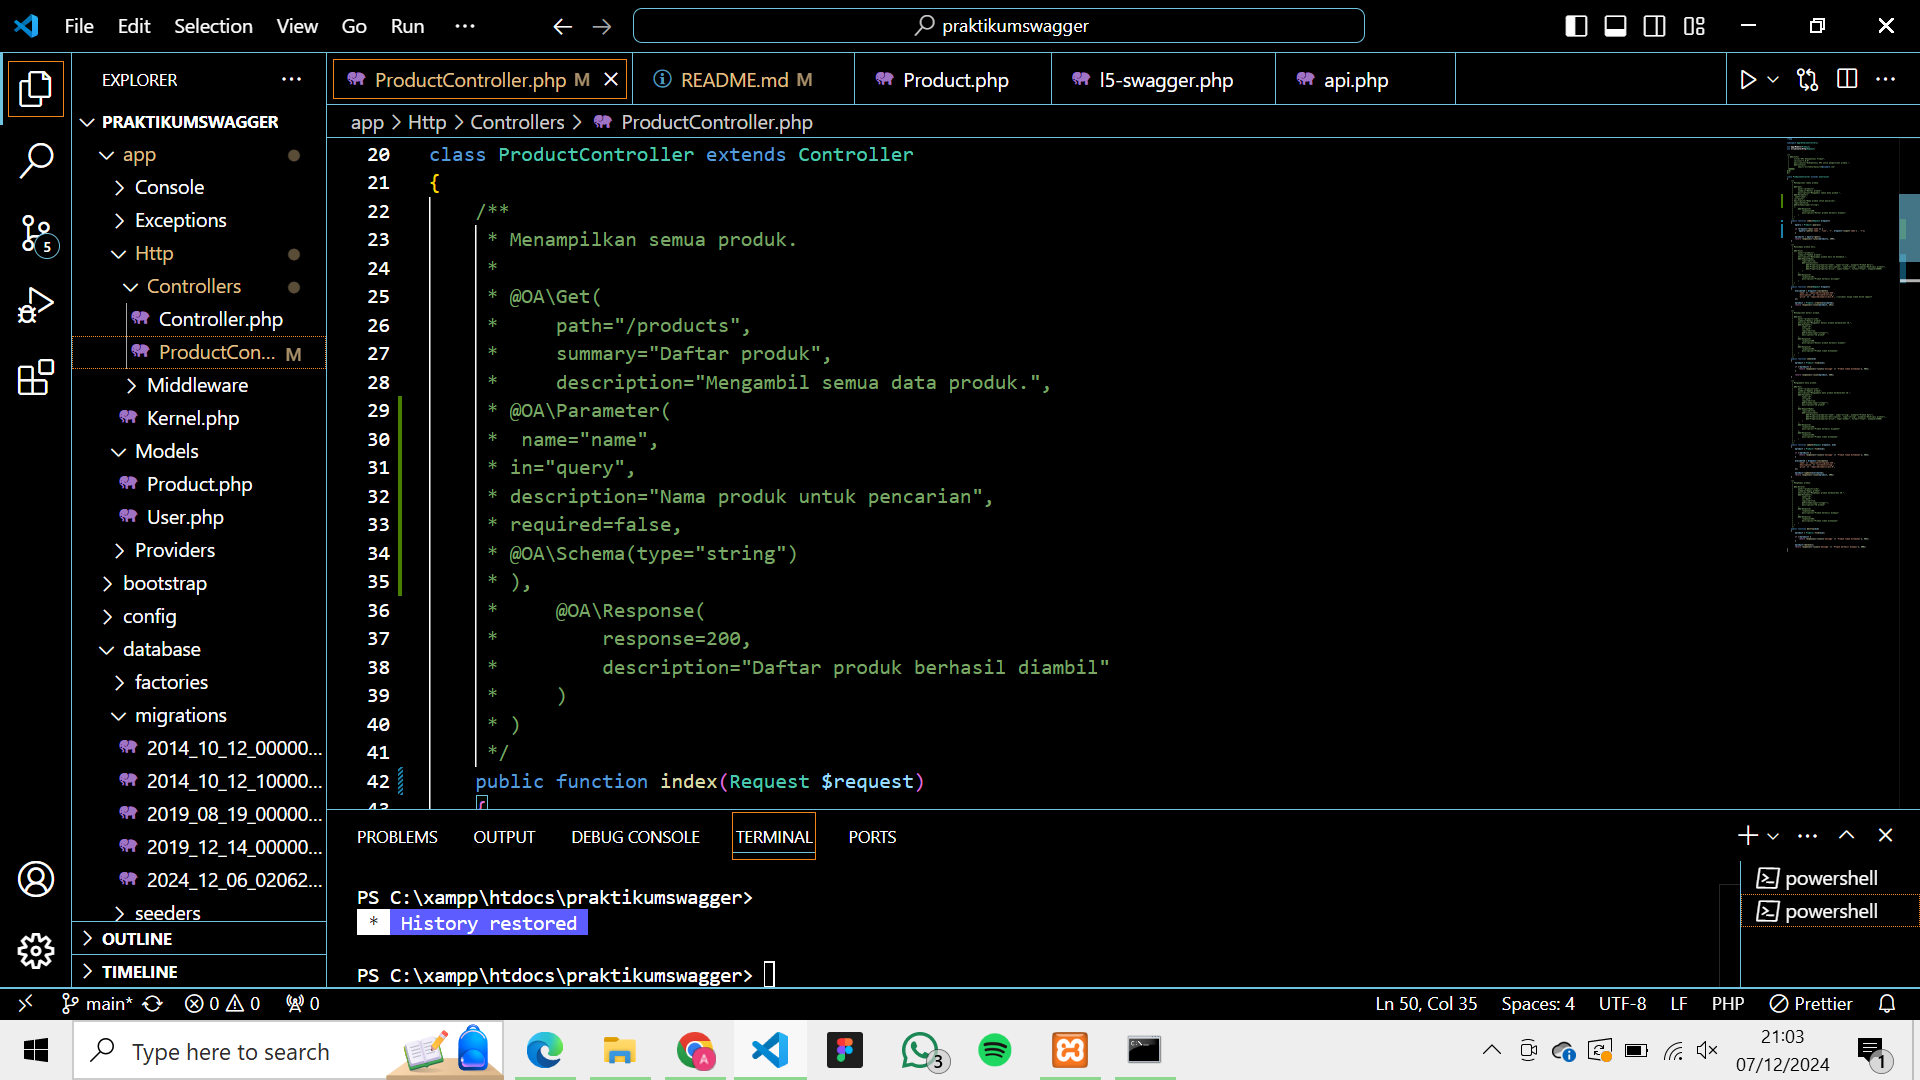 File Edit Selection View Go Run ··· praktikumswagger
EXPLORER ···
PRAKTIKUMSWAGGER
app
Console
Exceptions
Http
Controllers
Controller.php
ProductCon... M
Middleware
Kernel.php
Models
Product.php
User.php
Providers
bootstrap
config
database
factories
migrations
2014_10_12_00000...
2014_10_12_10000...
2019_08_19_00000...
2019_12_14_00000...
2024_12_06_02062...
seeders
OUTLINE
TIMELINE
5
ProductController.php M README.md M Product.php l5-swagger.php api.php
app > Http > Controllers > ProductController.php
20 class ProductController extends Controller
21 {
22 /**
23 * Menampilkan semua produk.
24 *
25 * @OA\Get(
26 * path="/products",
27 * summary="Daftar produk",
28 * description="Mengambil semua data produk.",
29 * @OA\Parameter(
30 * name="name",
31 * in="query",
32 * description="Nama produk untuk pencarian",
33 * required=false,
34 * @OA\Schema(type="string")
35 * ),
36 * @OA\Response(
37 * response=200,
38 * description="Daftar produk berhasil diambil"
39 * )
40 * )
41 */
42 public function index(Request $request)
43 {
PROBLEMS OUTPUT DEBUG CONSOLE TERMINAL PORTS
PS C:\xampp\htdocs\praktikumswagger>
* History restored
PS C:\xampp\htdocs\praktikumswagger>
powershell
powershell
main* 0 0 0 Ln 50, Col 35 Spaces: 4 UTF-8 LF PHP Prettier
Type here to search
A
3
21:03
07/12/2024
1